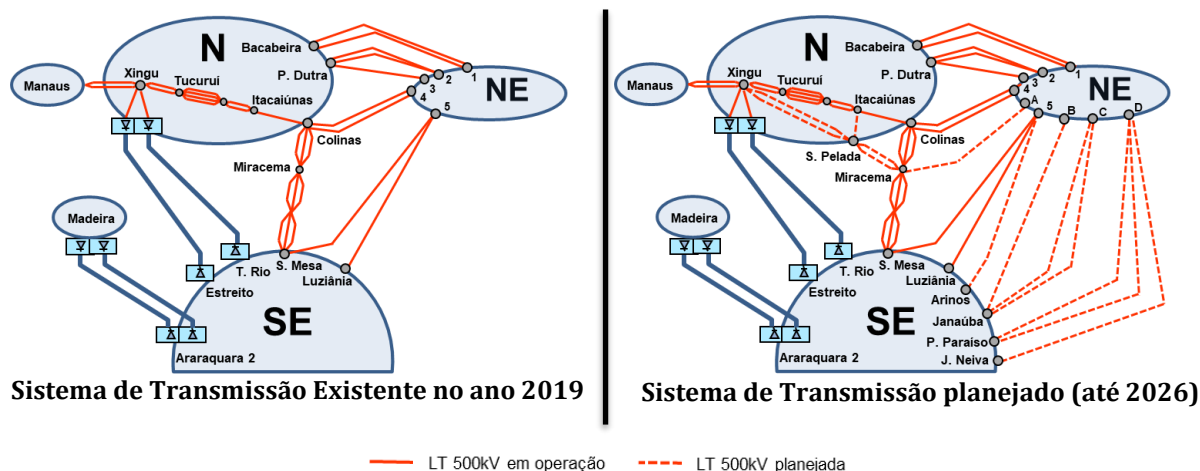 N
Bacabeira
P. Dutra
Xingu
Tucuruí
Itacaiúnas
Manaus
1
2
3
4
5
NE
Colinas
Miracema
Madeira
T. Rio
S. Mesa
Luziânia
Estreito
SE
Araraquara 2
Sistema de Transmissão Existente no ano 2019
N
Bacabeira
P. Dutra
Xingu
Tucuruí
Itacaiúnas
Manaus
1
2
3
4
NE
A
5
B
C
D
Colinas
S. Pelada
Miracema
Madeira
T. Rio
S. Mesa
Luziânia
Estreito
Arinos
SE
Janaúba
P. Paraíso
Araraquara 2
J. Neiva
Sistema de Transmissão planejado (até 2026)
LT 500kV em operação
LT 500kV planejada